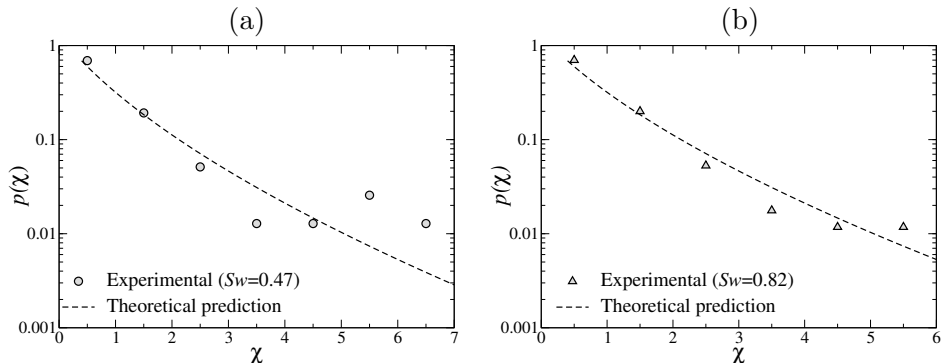 (a)
1
0.1
0.01
0.001
p(χ)
Experimental (Sw=0.47)
Theoretical prediction
0 1 2 3 4 5 6 7
χ
(b)
1
0.1
0.01
0.001
p(χ)
Experimental (Sw=0.82)
Theoretical prediction
0 1 2 3 4 5 6
χ